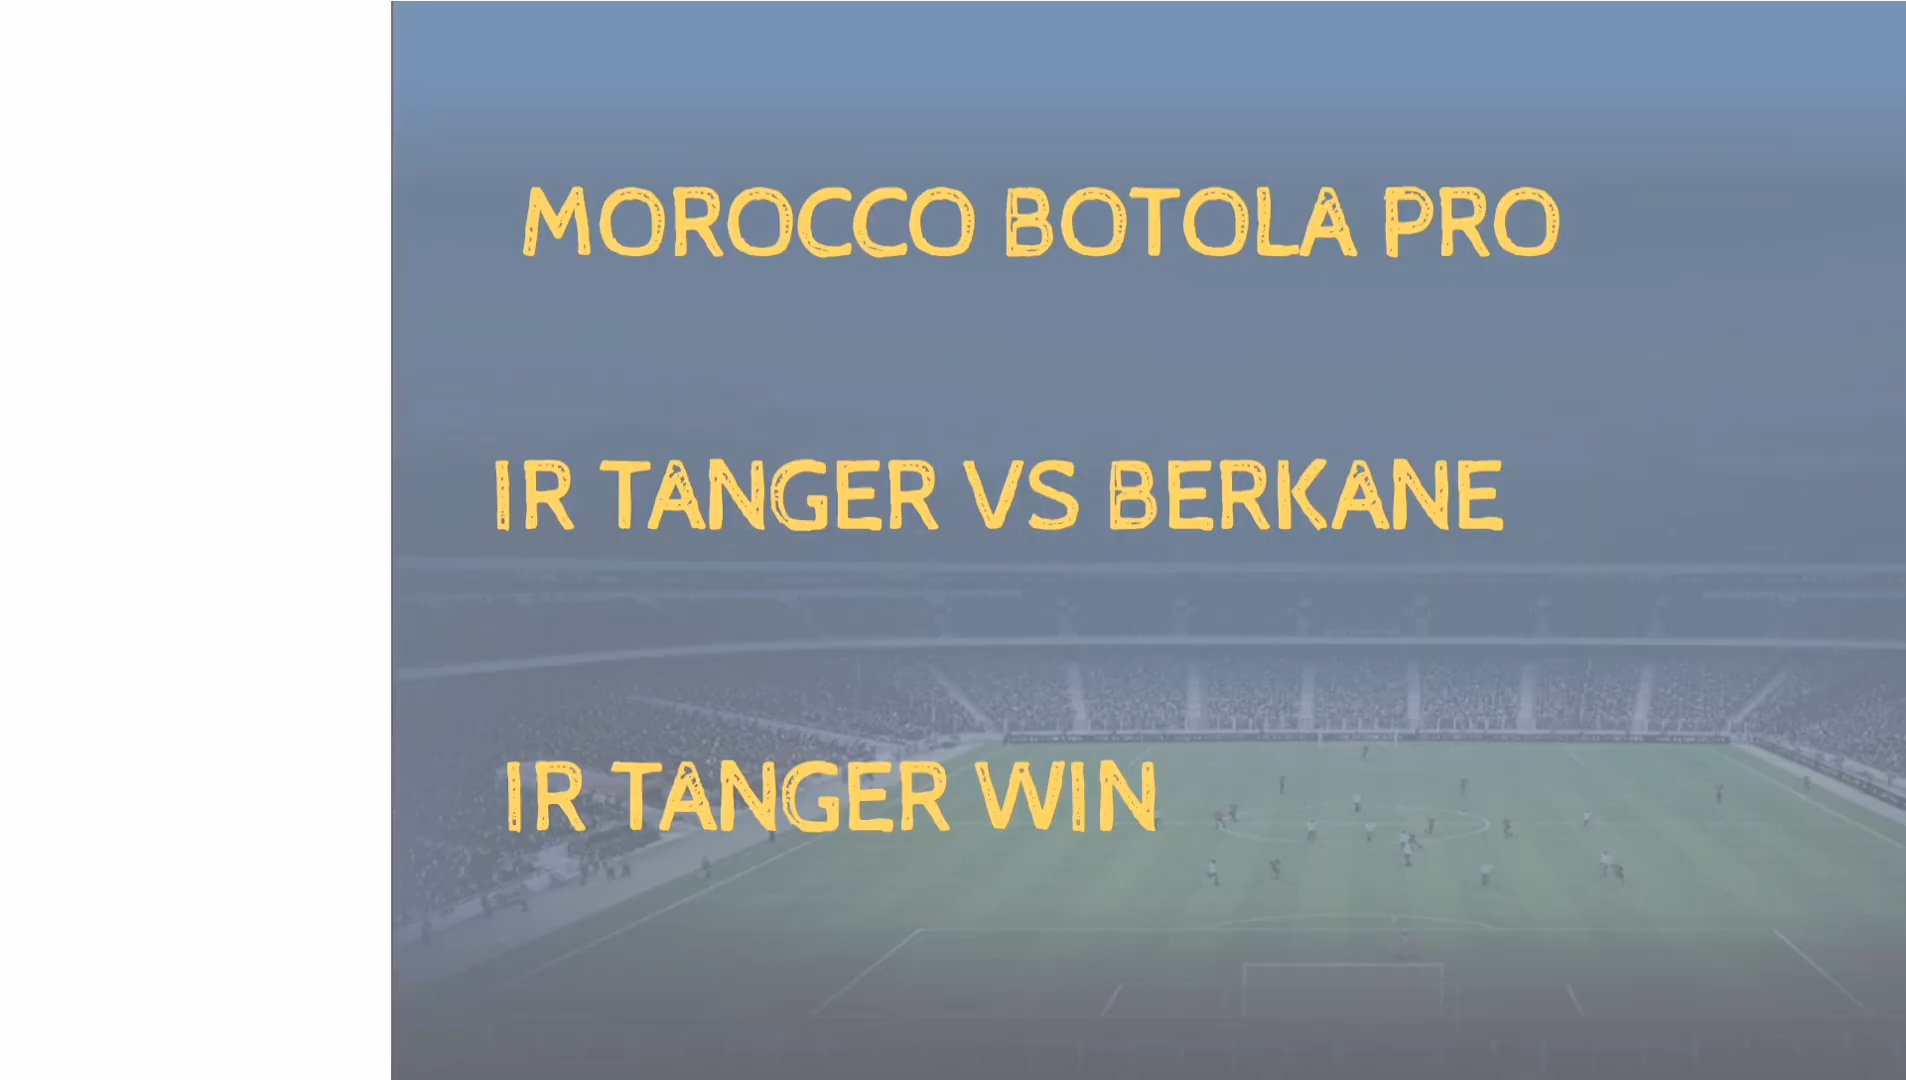 MOROCCO BOTOLA PRO
IR TANGER VS BERKANE
IR TANGER WIN